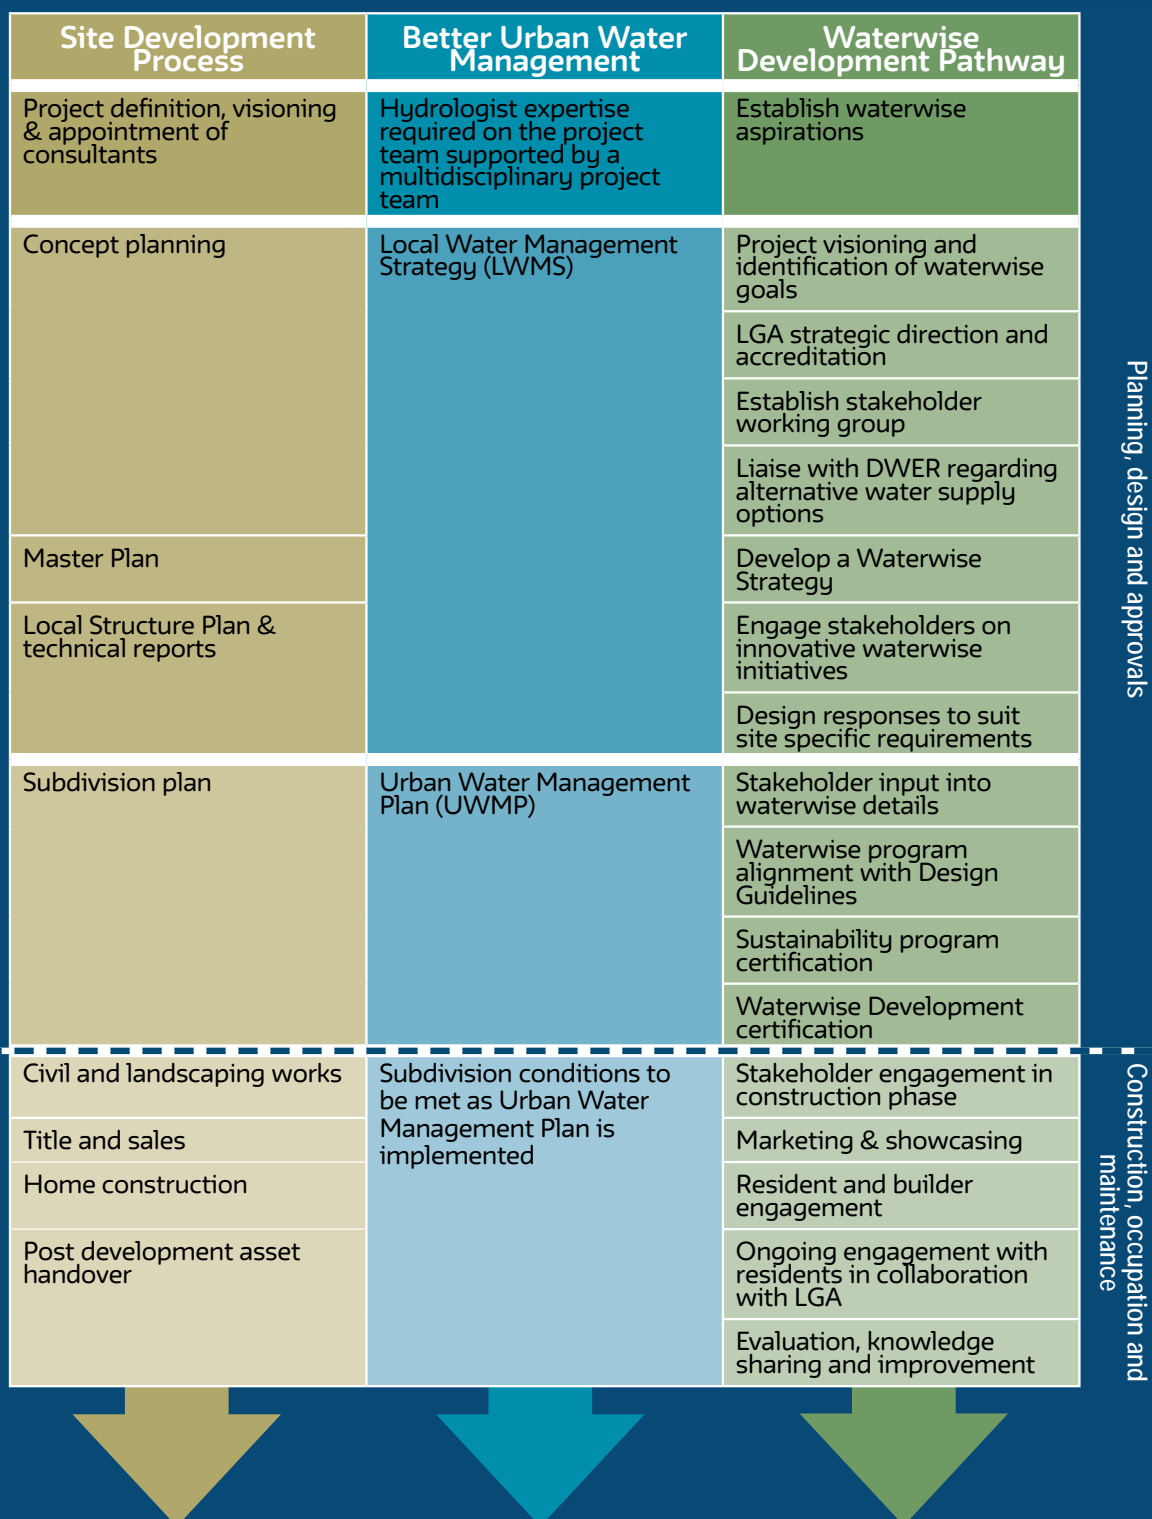 Site Development
Process
Better Urban Water
Management
Waterwise
Development Pathway
Project definition, visioning
& appointment of
consultants
Hydrologist expertise
required on the project
team supported by a
multidisciplinary project
team
Establish waterwise
aspirations
Concept planning
Local Water Management
Strategy (LWMS)
Project visioning and
identification of waterwise
goals
LGA strategic direction and
accreditation
Establish stakeholder
working group
Liaise with DWER regarding
alternative water supply
options
Master Plan
Develop a Waterwise
Strategy
Local Structure Plan &
technical reports
Engage stakeholders on
innovative waterwise
initiatives
Design responses to suit
site specific requirements
Subdivision plan
Urban Water Management
Plan (UWMP)
Stakeholder input into
waterwise details
Waterwise program
alignment with Design
Guidelines
Sustainability program
certification
Waterwise Development
certification
Planning, design and approvals
Civil and landscaping works
Subdivision conditions to
be met as Urban Water
Management Plan is
implemented
Stakeholder engagement in
construction phase
Title and sales
Marketing & showcasing
Home construction
Resident and builder
engagement
Post development asset
handover
Ongoing engagement with
residents in collaboration
with LGA
Evaluation, knowledge
sharing and improvement
Construction, occupation and
maintenance